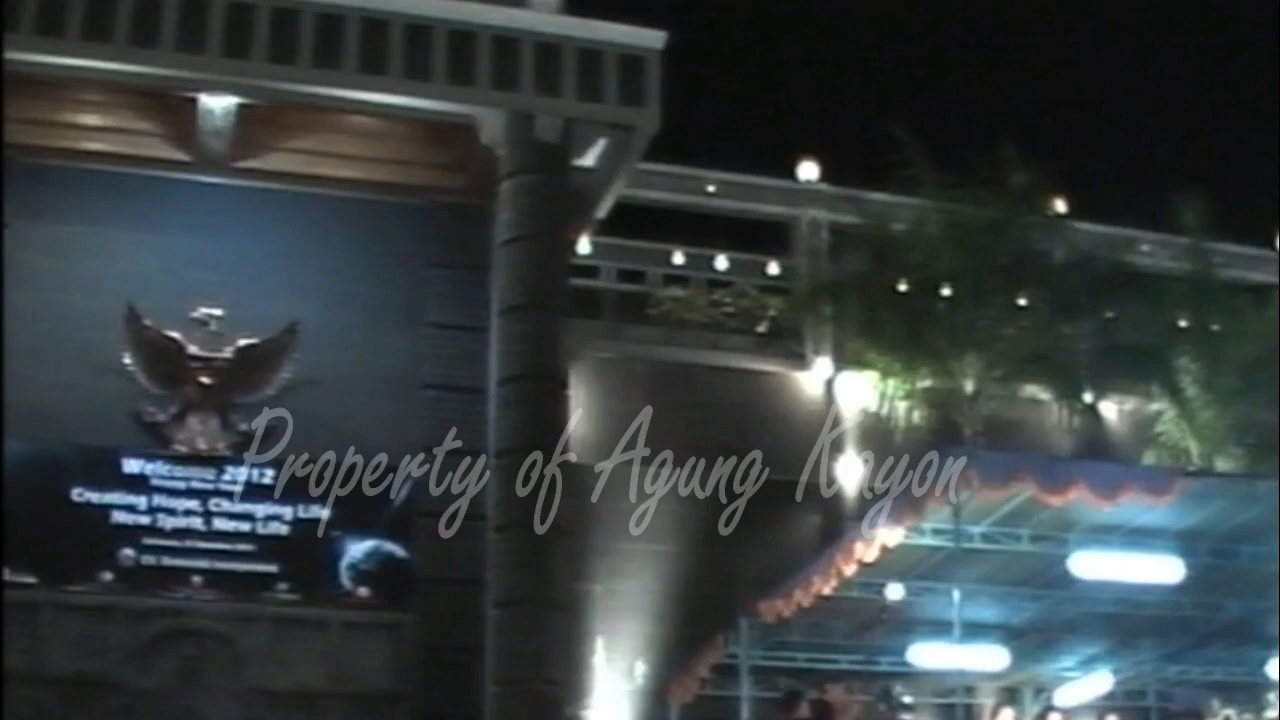 Welcome 2012
Creating Hope, Changing Life
New Spirit, New Life
Property of Agung Kayon